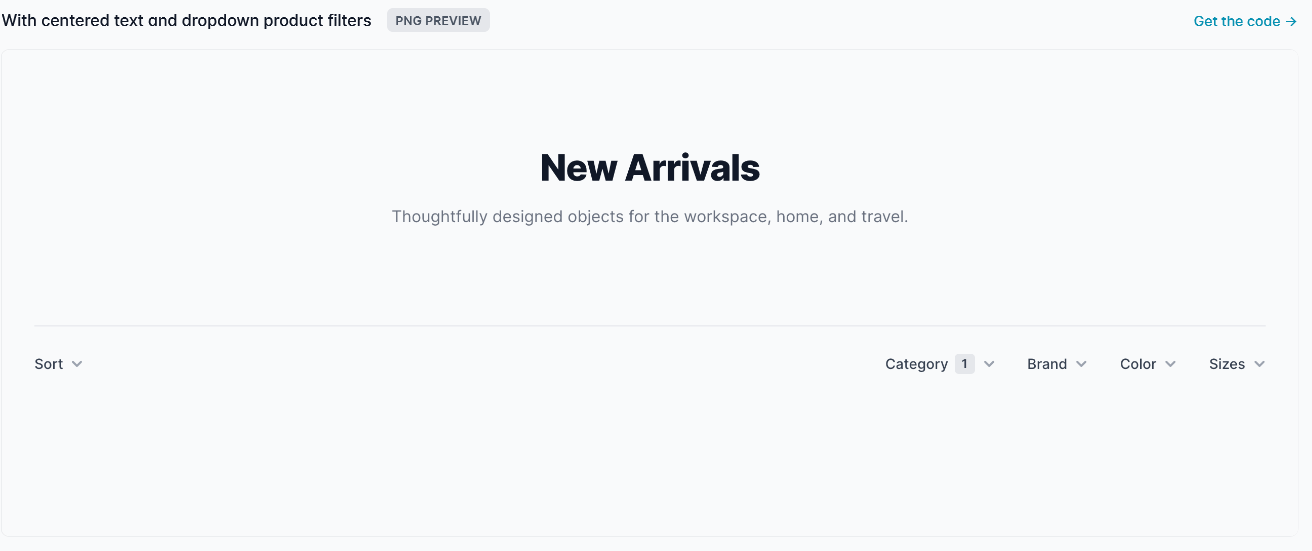 With centered text and dropdown product filters PNG PREVIEW Get the code →
New Arrivals
Thoughtfully designed objects for the workspace, home, and travel.
Sort Category 1 Brand Color Sizes